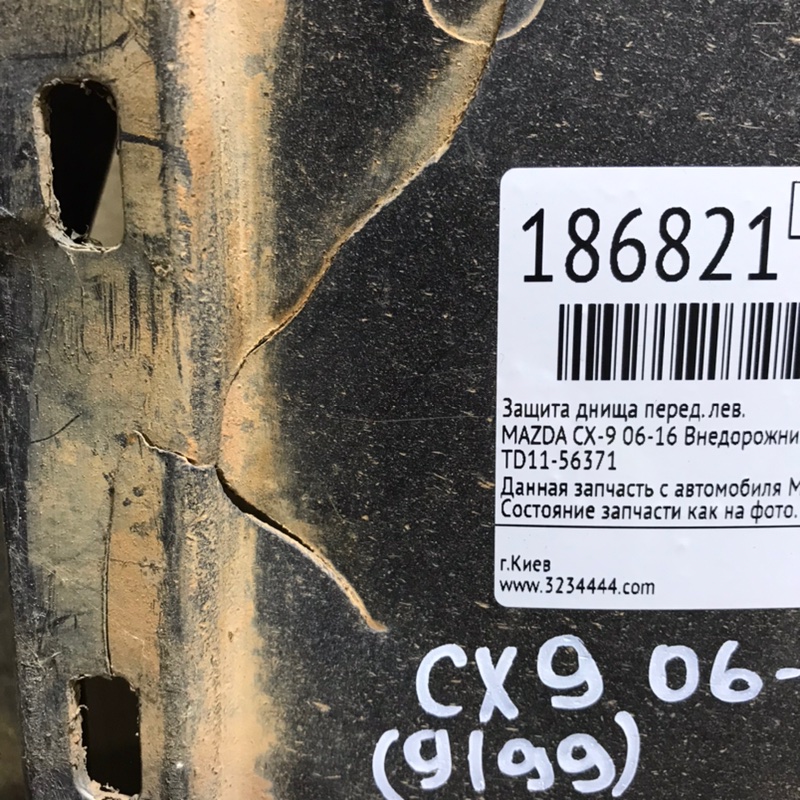 186821
Защита днища перед. лев.
MAZDA CX-9 06-16
TD11-56371
Данная запчасть с автомобиля
Состояние запчасти как на фото.
г.Киев
www.3234444.com
CX9 06-
(9199)